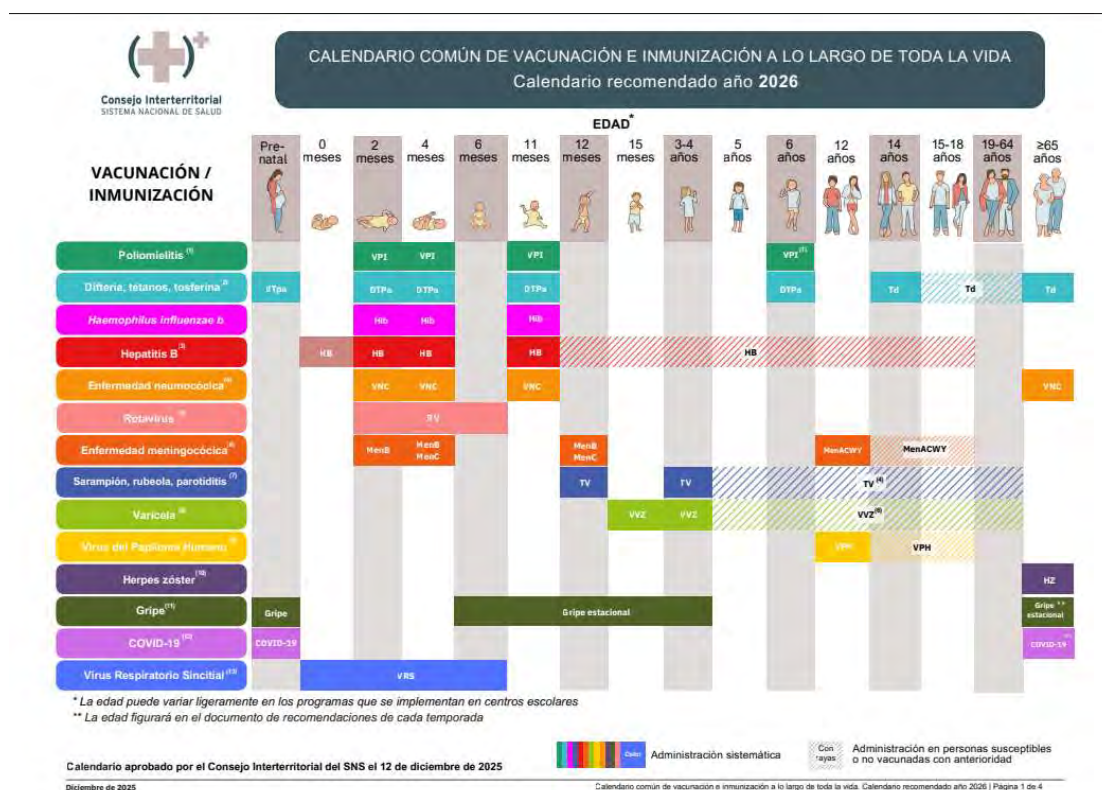 CALENDARIO COMÚN DE VACUNACIÓN E INMUNIZACIÓN A LO LARGO DE TODA LA VIDA
Calendario recomendado año 2026
Consejo Interterritorial
SISTEMA NACIONAL DE SALUD
EDAD*
VACUNACIÓN /
INMUNIZACIÓN
Pre-natal 0 meses 2 meses 4 meses 6 meses 11 meses 12 meses 15 meses 3-4 años 5 años 6 años 12 años 14 años 15-18 años 19-64 años ≥65 años
Poliomielitis (1) VPI VPI VPI VPI
Difteria, tétanos, tosferina dTpa DTPa DTPa DTPa DTPa Td Td Td
Haemophilus influenzae b Hib Hib Hib
Hepatitis B (3) HB HB HB HB HB
Enfermedad neumocócica VNC VNC VNC VNC
Rotavirus RV
Enfermedad meningocócica MenB MenB MenC MenB MenC MenACWY MenACWY
Sarampión, rubeola, parotiditis (7) TV TV TV (4)
Varicela VVZ VVZ VVZ
Virus del Papiloma Humano VPH VPH
Herpes zóster (10) HZ
Gripe (11) Gripe Gripe estacional Gripe ** estacional
COVID-19 COVID-19 COVID-19
Virus Respiratorio Sincitial (13) VRS
* La edad puede variar ligeramente en los programas que se implementan en centros escolares
** La edad figurará en el documento de recomendaciones de cada temporada
Administración sistemática
Con rayas
Administración en personas susceptibles
o no vacunadas con anterioridad
Calendario aprobado por el Consejo Interterritorial del SNS el 12 de diciembre de 2025
Diciembre de 2025
Calendario común de vacunación e inmunización a lo largo de toda la vida. Calendario recomendado año 2026 | Página 1 de 4